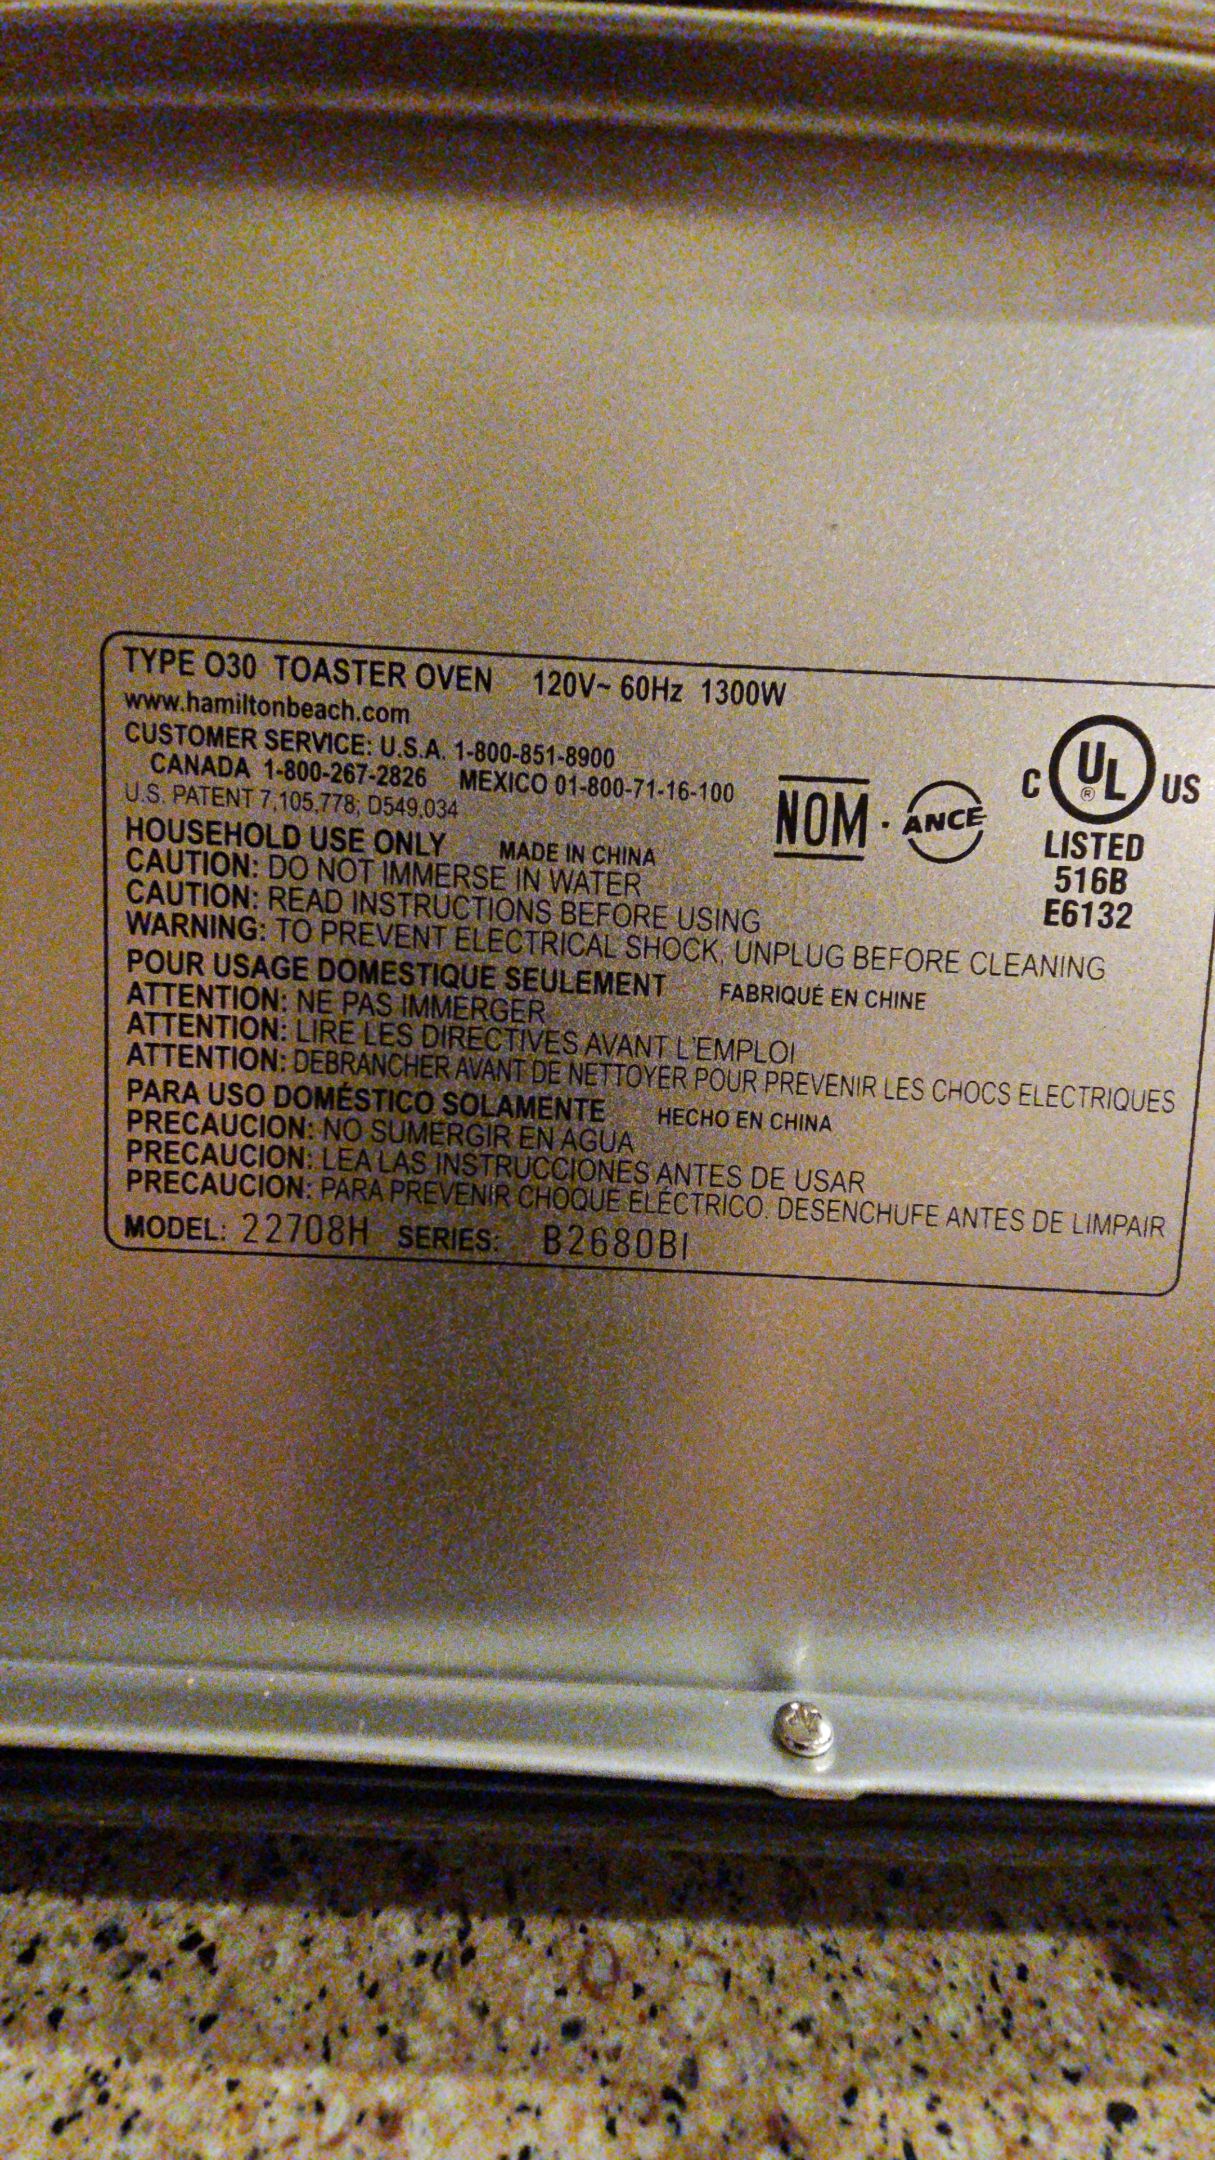 TYPE O30 TOASTER OVEN 120V~ 60Hz 1300W
www.hamiltonbeach.com
CUSTOMER SERVICE: U.S.A. 1-800-851-8900
CANADA 1-800-267-2826 MEXICO 01-800-71-16-100
U.S. PATENT 7,105,778; D549,034
HOUSEHOLD USE ONLY MADE IN CHINA
CAUTION: DO NOT IMMERSE IN WATER
CAUTION: READ INSTRUCTIONS BEFORE USING
WARNING: TO PREVENT ELECTRICAL SHOCK, UNPLUG BEFORE CLEANING
POUR USAGE DOMESTIQUE SEULEMENT FABRIQUÉ EN CHINE
ATTENTION: NE PAS IMMERGER
ATTENTION: LIRE LES DIRECTIVES AVANT L'EMPLOI
ATTENTION: DEBRANCHER AVANT DE NETTOYER POUR PREVENIR LES CHOCS ELECTRIQUES
PARA USO DOMÉSTICO SOLAMENTE HECHO EN CHINA
PRECAUCION: NO SUMERGIR EN AGUA
PRECAUCION: LEA LAS INSTRUCCIONES ANTES DE USAR
PRECAUCION: PARA PREVENIR CHOQUE ELÉCTRICO. DESENCHUFE ANTES DE LIMPAIR
MODEL: 22708H SERIES: B2680BI
NOM · ANCE
C UL ® US
LISTED
516B
E6132